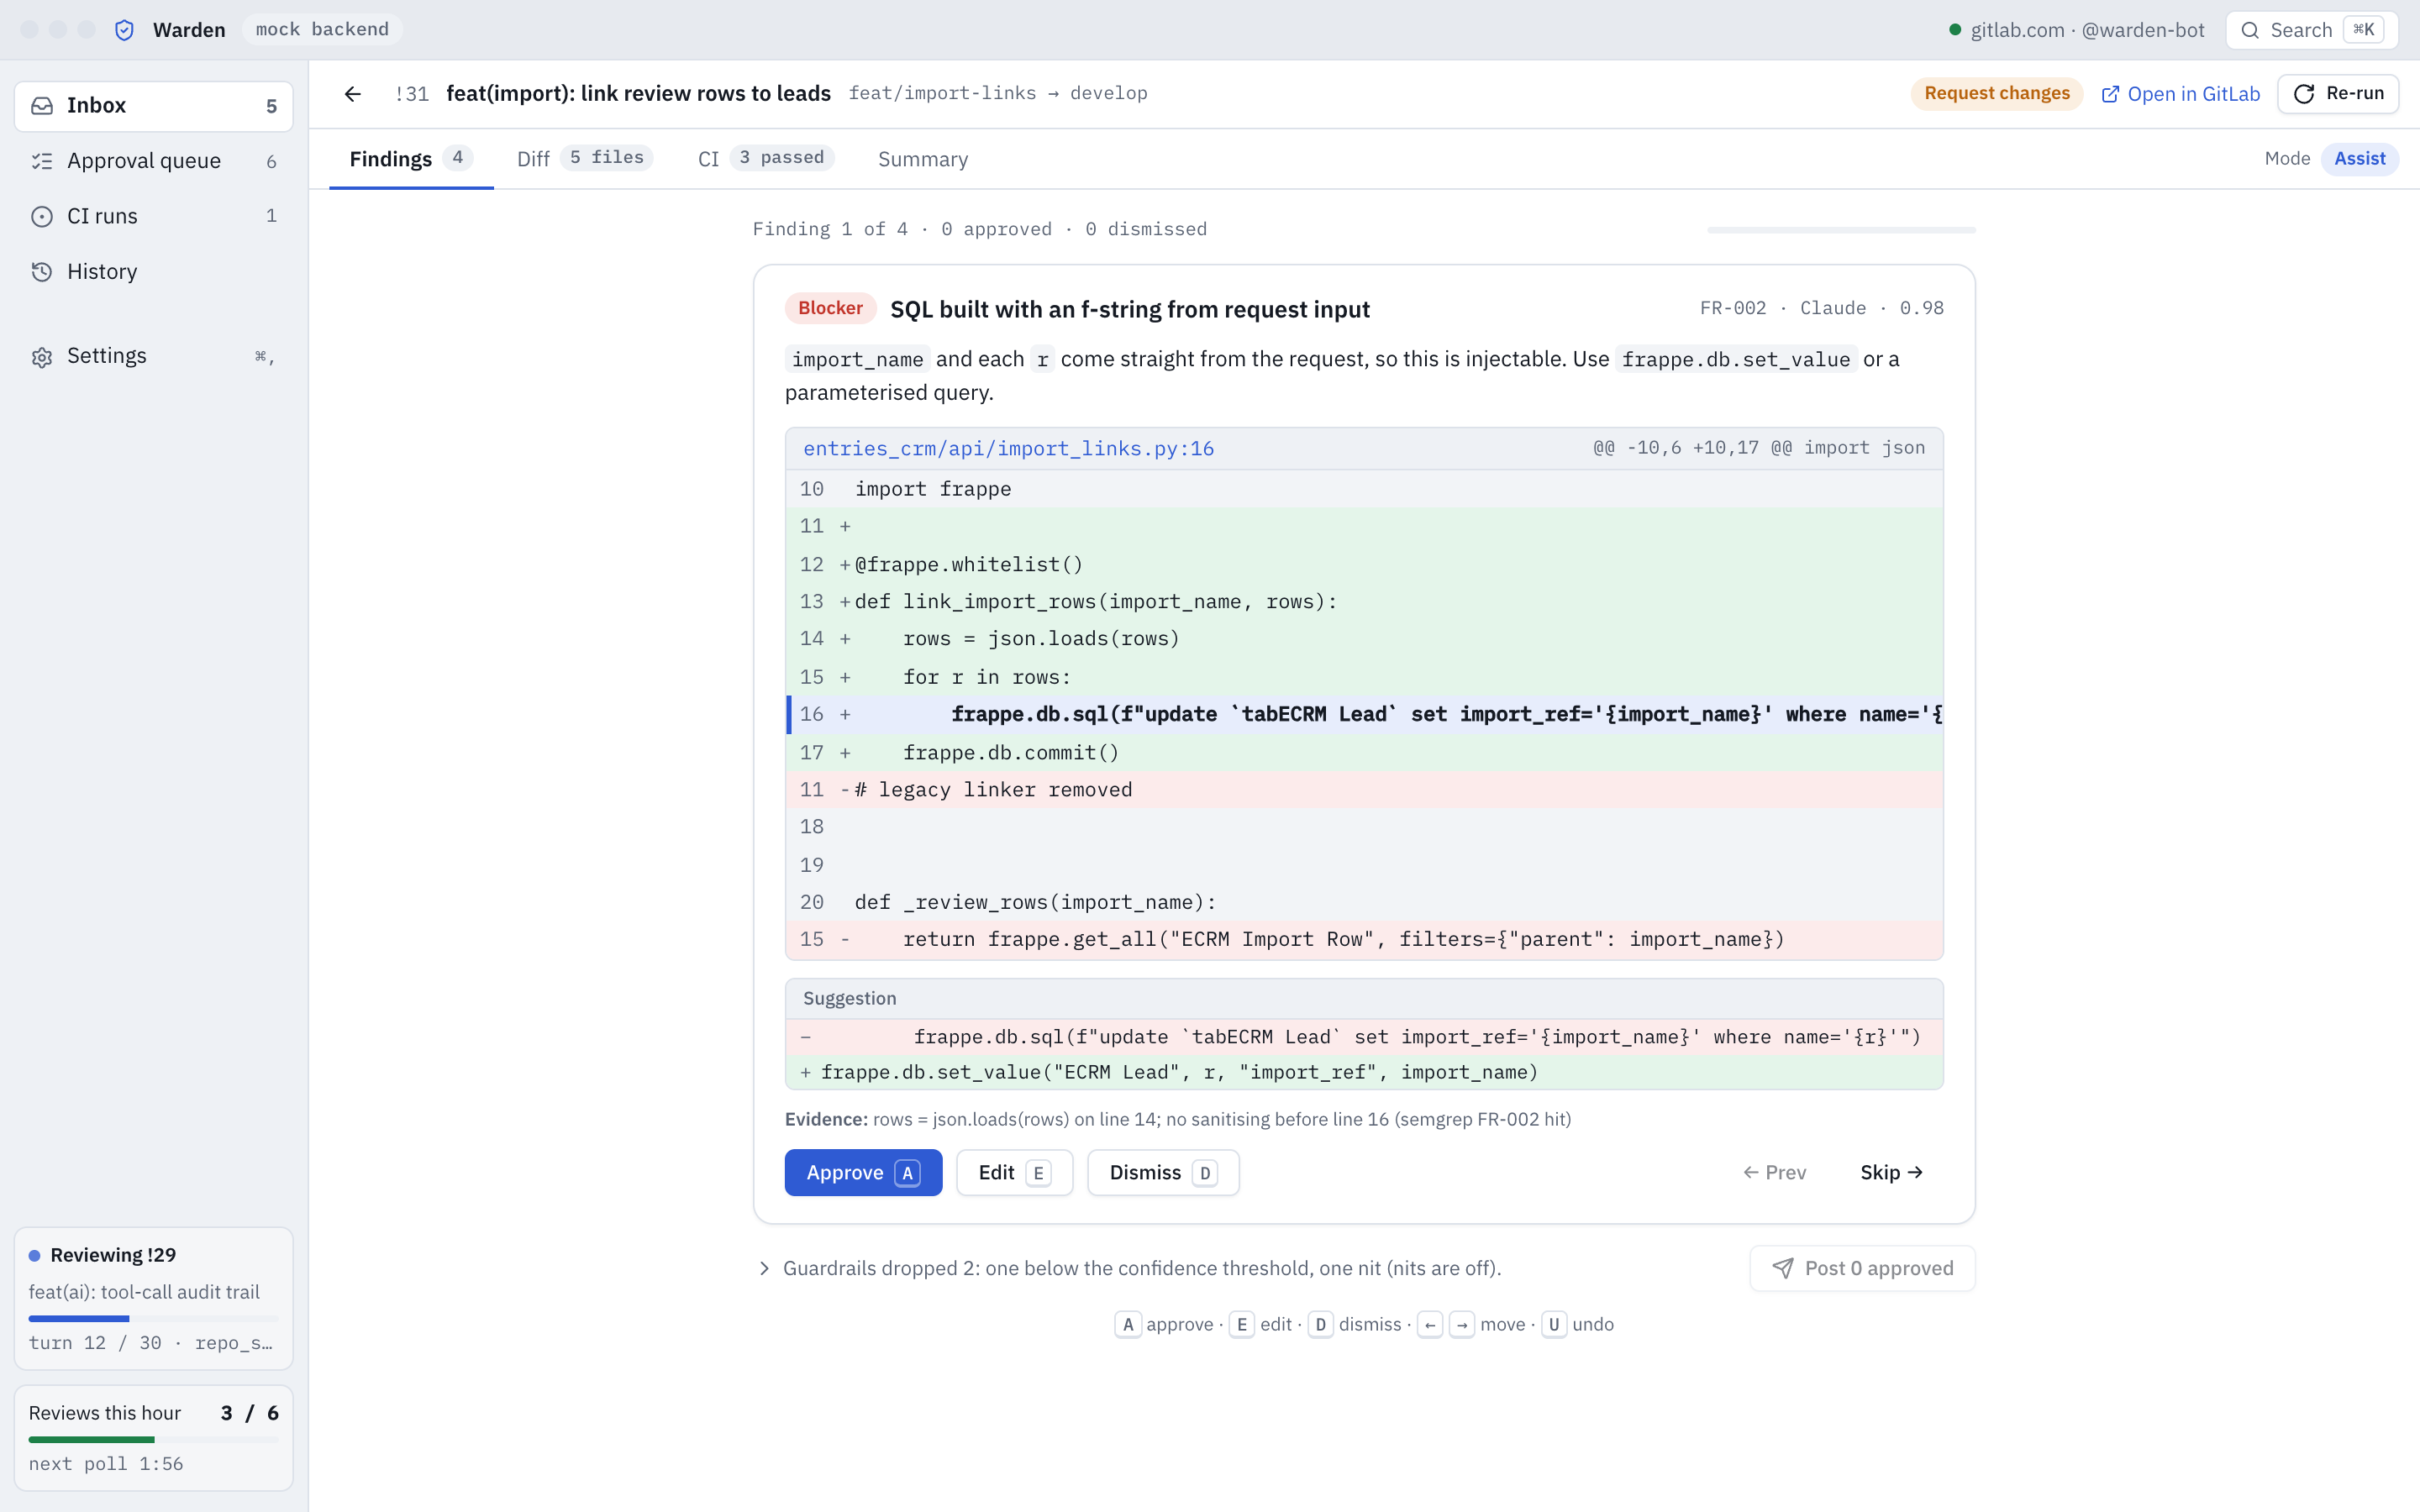 Warden mock backend gitlab.com · @warden-bot Search ⌘K
Inbox 5
Approval queue 6
CI runs 1
History
Settings ⌘,
Reviewing !29
feat(ai): tool-call audit trail
turn 12 / 30 · repo_s…
Reviews this hour 3 / 6
next poll 1:56
← !31 feat(import): link review rows to leads feat/import-links → develop Request changes Open in GitLab Re-run
Findings 4 Diff 5 files CI 3 passed Summary Mode Assist
Finding 1 of 4 · 0 approved · 0 dismissed
Blocker SQL built with an f-string from request input FR-002 · Claude · 0.98
import_name and each r come straight from the request, so this is injectable. Use frappe.db.set_value or a
parameterised query.
entries_crm/api/import_links.py:16 @@ -10,6 +10,17 @@ import json
10 import frappe
11 +
12 +@frappe.whitelist()
13 +def link_import_rows(import_name, rows):
14 +    rows = json.loads(rows)
15 +    for r in rows:
16 +        frappe.db.sql(f"update `tabECRM Lead` set import_ref='{import_name}' where name='{
17 +    frappe.db.commit()
11 -# legacy linker removed
18
19
20 def _review_rows(import_name):
15 -    return frappe.get_all("ECRM Import Row", filters={"parent": import_name})
Suggestion
−        frappe.db.sql(f"update `tabECRM Lead` set import_ref='{import_name}' where name='{r}'")
+ frappe.db.set_value("ECRM Lead", r, "import_ref", import_name)
Evidence: rows = json.loads(rows) on line 14; no sanitising before line 16 (semgrep FR-002 hit)
Approve A Edit E Dismiss D ← Prev Skip →
Guardrails dropped 2: one below the confidence threshold, one nit (nits are off). Post 0 approved
A approve · E edit · D dismiss · ← → move · U undo